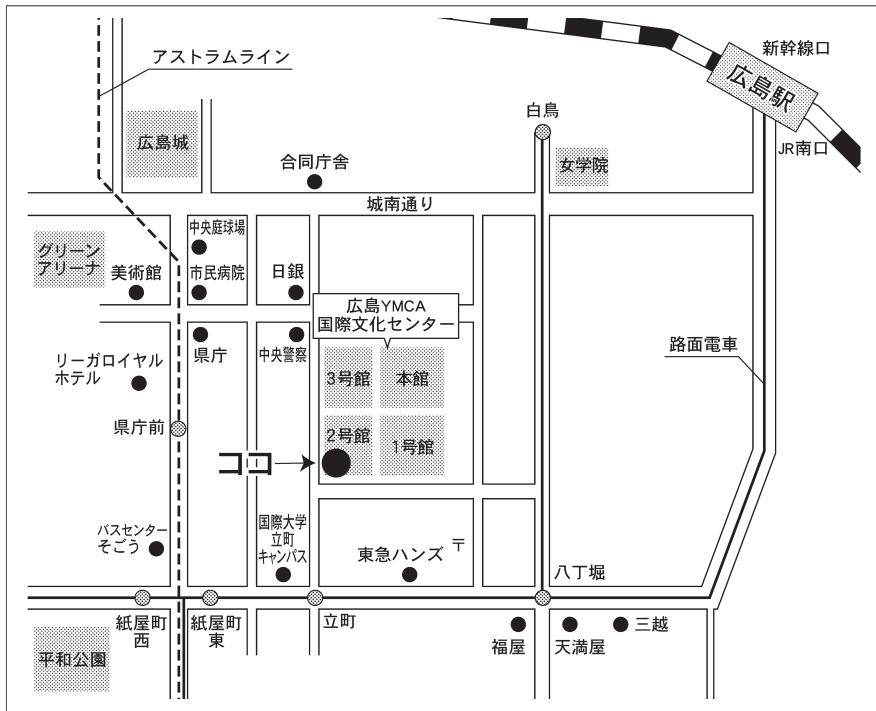 新幹線口
アストラムライン
広島駅
白鳥
広島城
JR南口
合同庁舎
女学院
城南通り
中央庭球場
グリーン
アリーナ
美術館
市民病院
日銀
広島YMCA
国際文化センター
路面電車
リーガロイヤル
ホテル
県庁
中央警察
3号館
本館
県庁前
2号館
1号館
バスセンター
そごう
国際大学
立町
キャンパス
東急ハンズ
〒
八丁堀
紙屋町
西
紙屋町
東
立町
福屋
天満屋
三越
平和公園